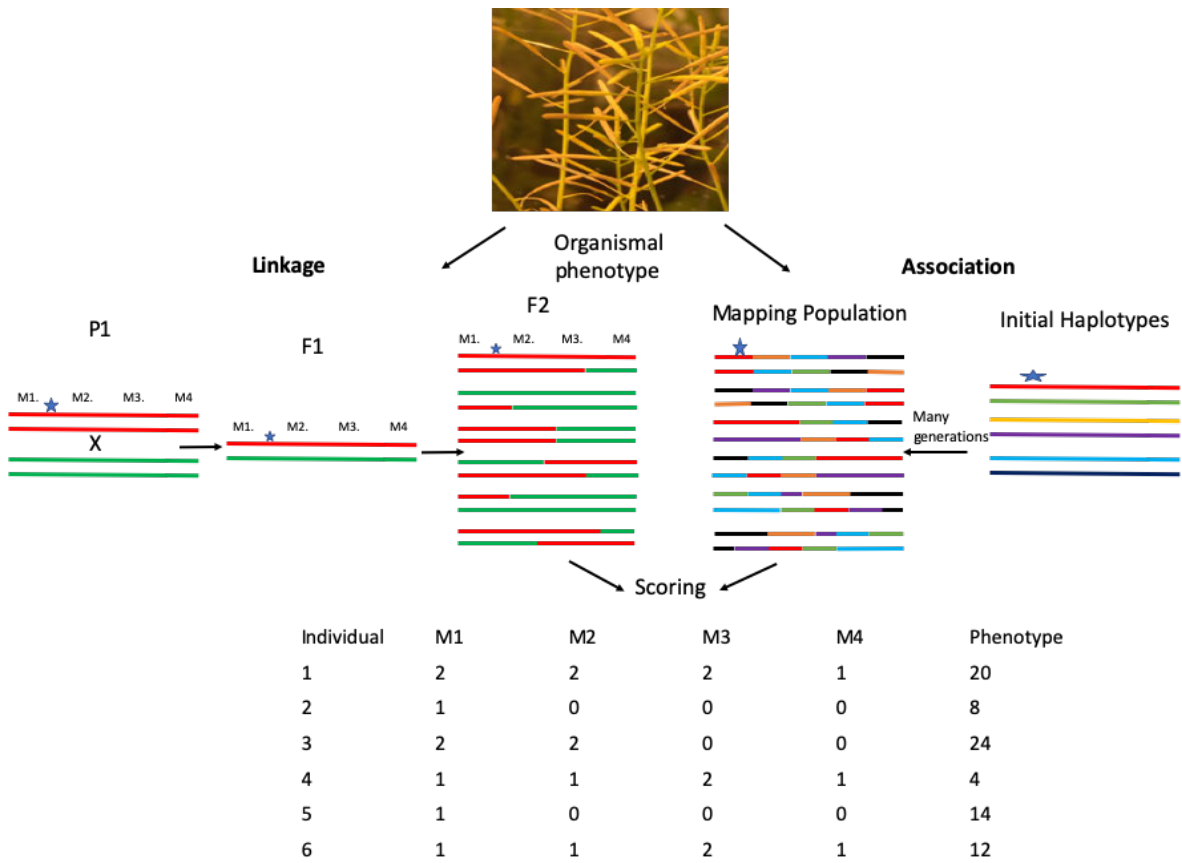 Organismal
phenotype
Linkage
Association
P1
F1
F2
Mapping Population
Initial Haplotypes
M1. M2. M3. M4
M1. M2. M3. M4
M1. M2. M3. M4
X
Many
generations
Scoring
Individual M1 M2 M3 M4 Phenotype
1 2 2 2 1 20
2 1 0 0 0 8
3 2 2 0 0 24
4 1 1 2 1 4
5 1 0 0 0 14
6 1 1 2 1 12